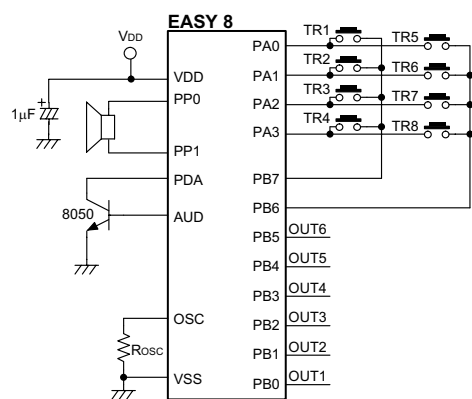 EASY 8
VDD
1µF
8050
ROSC
VDD
PP0
PP1
PDA
AUD
OSC
VSS
PA0
PA1
PA2
PA3
PB7
PB6
PB5
PB4
PB3
PB2
PB1
PB0
TR1
TR2
TR3
TR4
TR5
TR6
TR7
TR8
OUT6
OUT5
OUT4
OUT3
OUT2
OUT1